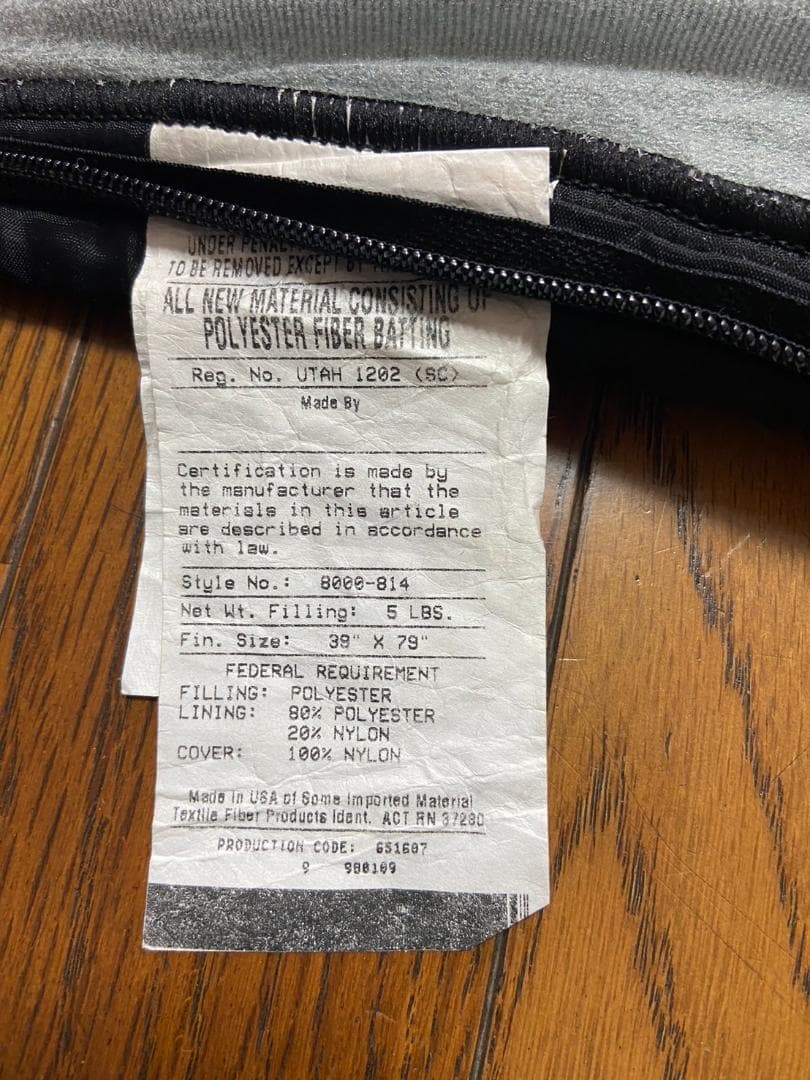 UNDER
TO BE REMOVED EXCEPT BY
ALL NEW MATERIAL CONSISTING OF
POLYESTER FIBER BATTING
Reg. No. UTAH 1202 (SC)
Made By
Certification is made by
the manufacturer that the
materials in this article
are described in accordance
with law.
Style No.: 8000-814
Net Wt. Filling: 5 LBS.
Fin. Size: 39" X 79"
FEDERAL REQUIREMENT
FILLING: POLYESTER
LINING: 80% POLYESTER
20% NYLON
COVER: 100% NYLON
Made in USA of Some Imported Material
Textile Fiber Products Ident. ACT RN 37280
PRODUCTION CODE: 651607
9 980109